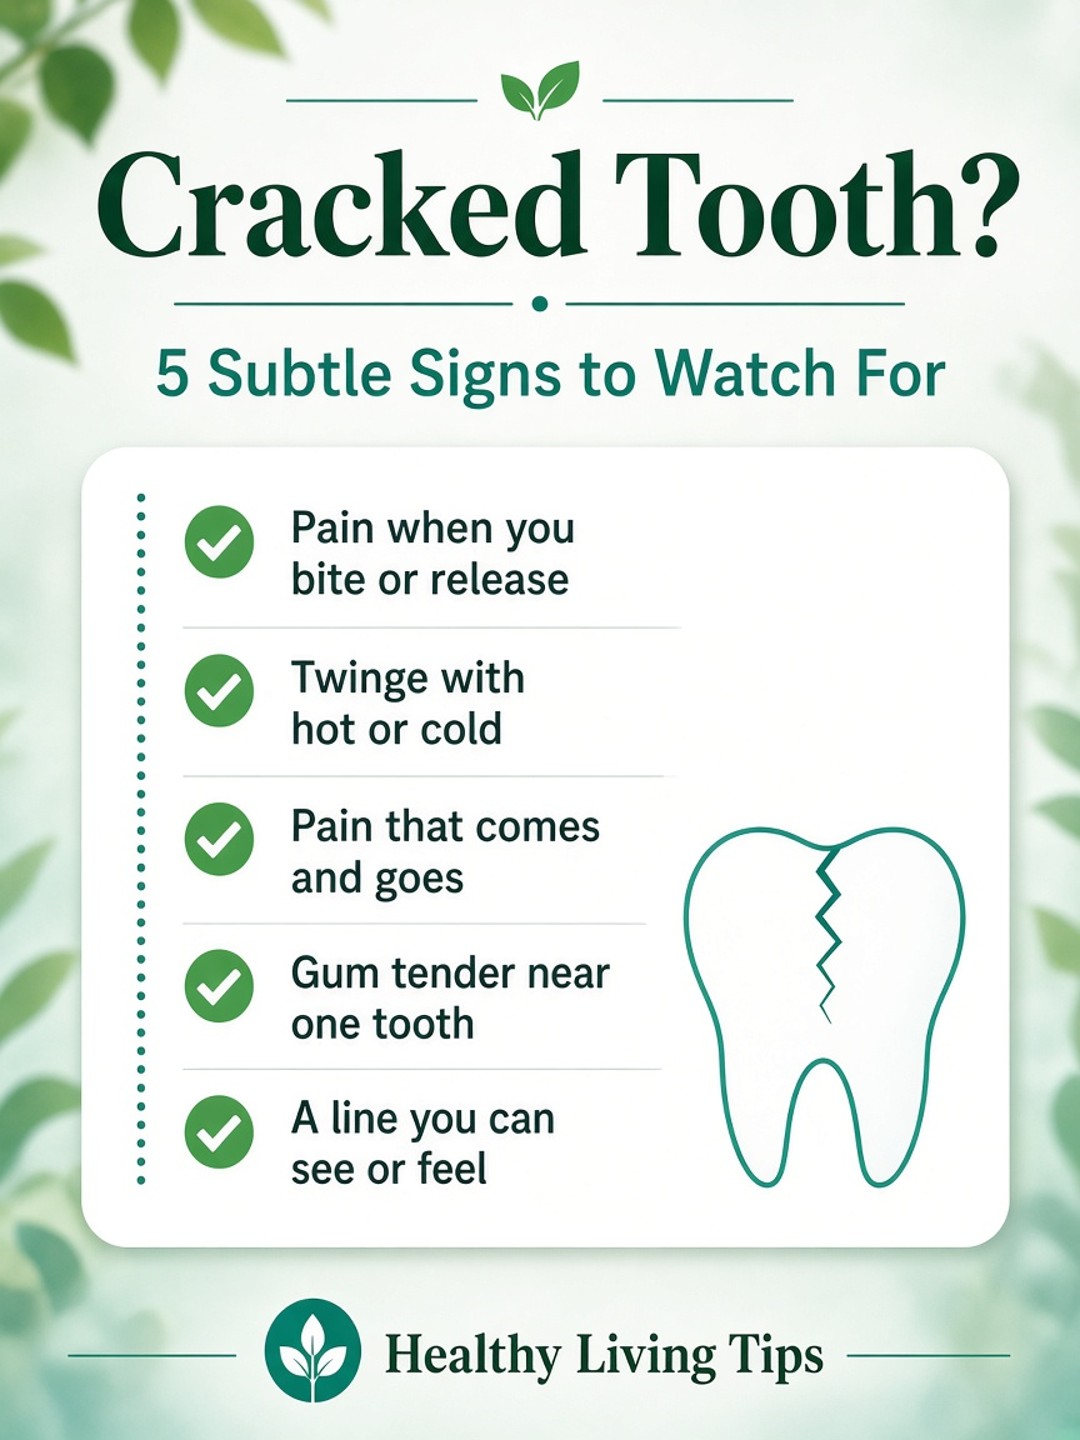 Cracked Tooth?
5 Subtle Signs to Watch For
Pain when you
bite or release
Twinge with
hot or cold
Pain that comes
and goes
Gum tender near
one tooth
A line you can
see or feel
Healthy Living Tips